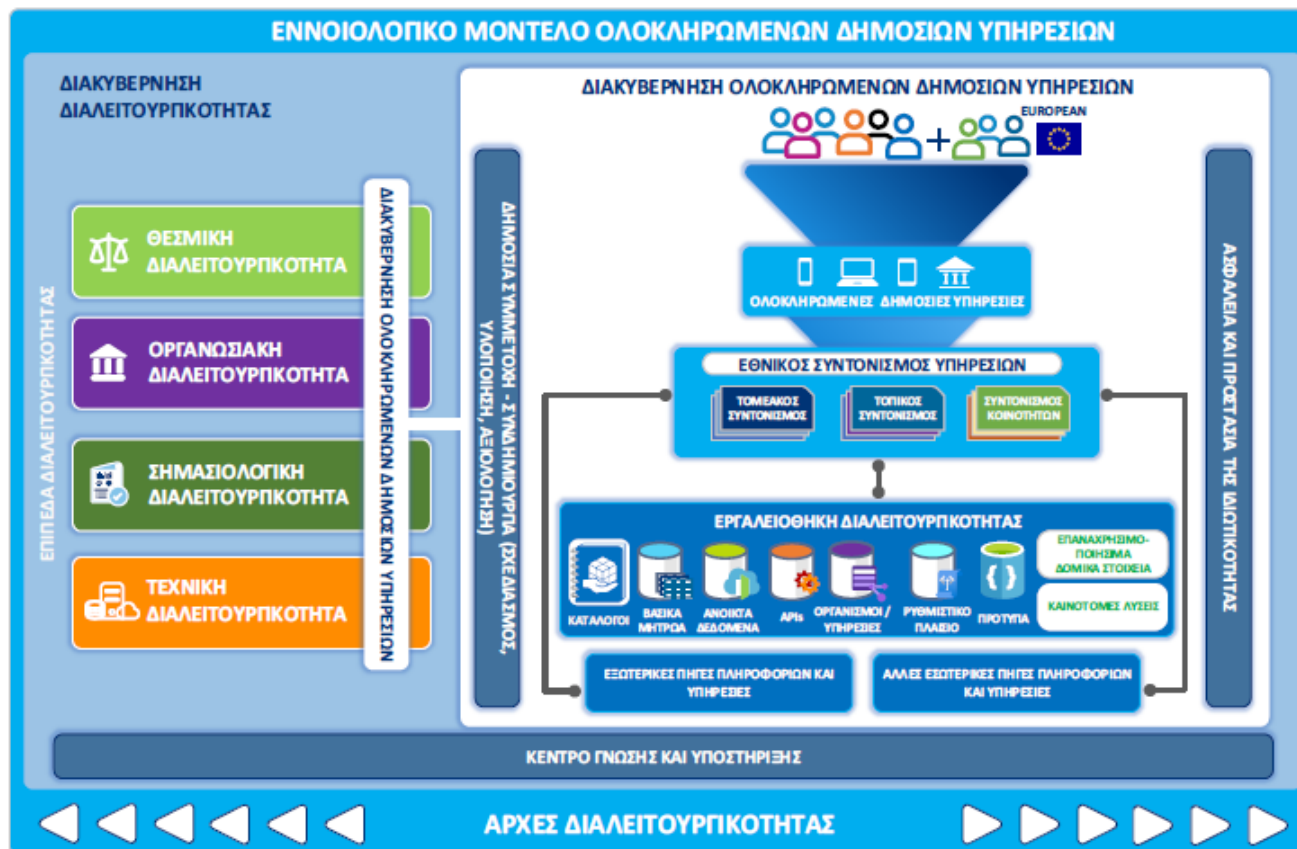 ΕΝΝΟΙΟΛΟΓΙΚΟ ΜΟΝΤΕΛΟ ΟΛΟΚΛΗΡΩΜΕΝΩΝ ΔΗΜΟΣΙΩΝ ΥΠΗΡΕΣΙΩΝ
ΔΙΑΚΥΒΕΡΝΗΣΗ
ΔΙΑΛΕΙΤΟΥΡΓΙΚΟΤΗΤΑΣ
ΕΠΙΠΕΔΑ ΔΙΑΛΕΙΤΟΥΡΓΙΚΟΤΗΤΑΣ
ΘΕΣΜΙΚΗ
ΔΙΑΛΕΙΤΟΥΡΓΙΚΟΤΗΤΑ
ΟΡΓΑΝΩΣΙΑΚΗ
ΔΙΑΛΕΙΤΟΥΡΓΙΚΟΤΗΤΑ
ΣΗΜΑΣΙΟΛΟΓΙΚΗ
ΔΙΑΛΕΙΤΟΥΡΓΙΚΟΤΗΤΑ
ΤΕΧΝΙΚΗ
ΔΙΑΛΕΙΤΟΥΡΓΙΚΟΤΗΤΑ
ΔΙΑΚΥΒΕΡΝΗΣΗ ΟΛΟΚΛΗΡΩΜΕΝΩΝ ΔΗΜΟΣΙΩΝ ΥΠΗΡΕΣΙΩΝ
ΔΙΑΚΥΒΕΡΝΗΣΗ ΟΛΟΚΛΗΡΩΜΕΝΩΝ ΔΗΜΟΣΙΩΝ ΥΠΗΡΕΣΙΩΝ
EUROPEAN
+
ΔΗΜΟΣΙΑ ΣΥΜΜΕΤΟΧΗ - ΣΥΝΔΗΜΙΟΥΡΓΙΑ (ΣΧΕΔΙΑΣΜΟΣ,
ΥΛΟΠΟΙΗΣΗ, ΑΞΙΟΛΟΓΗΣΗ)
ΟΛΟΚΛΗΡΩΜΕΝΕΣ ΔΗΜΟΣΙΕΣ ΥΠΗΡΕΣΙΕΣ
ΕΘΝΙΚΟΣ ΣΥΝΤΟΝΙΣΜΟΣ ΥΠΗΡΕΣΙΩΝ
ΤΟΜΕΑΚΟΣ
ΣΥΝΤΟΝΙΣΜΟΣ
ΤΟΠΙΚΟΣ
ΣΥΝΤΟΝΙΣΜΟΣ
ΣΥΝΤΟΝΙΣΜΟΣ
ΚΟΙΝΟΤΗΤΩΝ
ΕΡΓΑΛΕΙΟΘΗΚΗ ΔΙΑΛΕΙΤΟΥΡΓΙΚΟΤΗΤΑΣ
ΚΑΤΑΛΟΓΟΙ
ΒΑΣΙΚΑ
ΜΗΤΡΩΑ
ΑΝΟΙΚΤΑ
ΔΕΔΟΜΕΝΑ
APIs
ΟΡΓΑΝΙΣΜΟΙ /
ΥΠΗΡΕΣΙΕΣ
ΡΥΘΜΙΣΤΙΚΟ
ΠΛΑΙΣΙΟ
ΠΡΟΤΥΠΑ
ΕΠΑΝΑΧΡΗΣΙΜΟ-
ΠΟΙΗΣΙΜΑ
ΔΟΜΙΚΑ ΣΤΟΙΧΕΙΑ
ΚΑΙΝΟΤΟΜΕΣ ΛΥΣΕΙΣ
ΕΞΩΤΕΡΙΚΕΣ ΠΗΓΕΣ ΠΛΗΡΟΦΟΡΙΩΝ ΚΑΙ
ΥΠΗΡΕΣΙΕΣ
ΑΛΛΕΣ ΕΣΩΤΕΡΙΚΕΣ ΠΗΓΕΣ ΠΛΗΡΟΦΟΡΙΩΝ
ΚΑΙ ΥΠΗΡΕΣΙΕΣ
ΑΣΦΑΛΕΙΑ ΚΑΙ ΠΡΟΣΤΑΣΙΑ ΤΗΣ ΙΔΙΩΤΙΚΟΤΗΤΑΣ
ΚΕΝΤΡΟ ΓΝΩΣΗΣ ΚΑΙ ΥΠΟΣΤΗΡΙΞΗΣ
ΑΡΧΕΣ ΔΙΑΛΕΙΤΟΥΡΓΙΚΟΤΗΤΑΣ